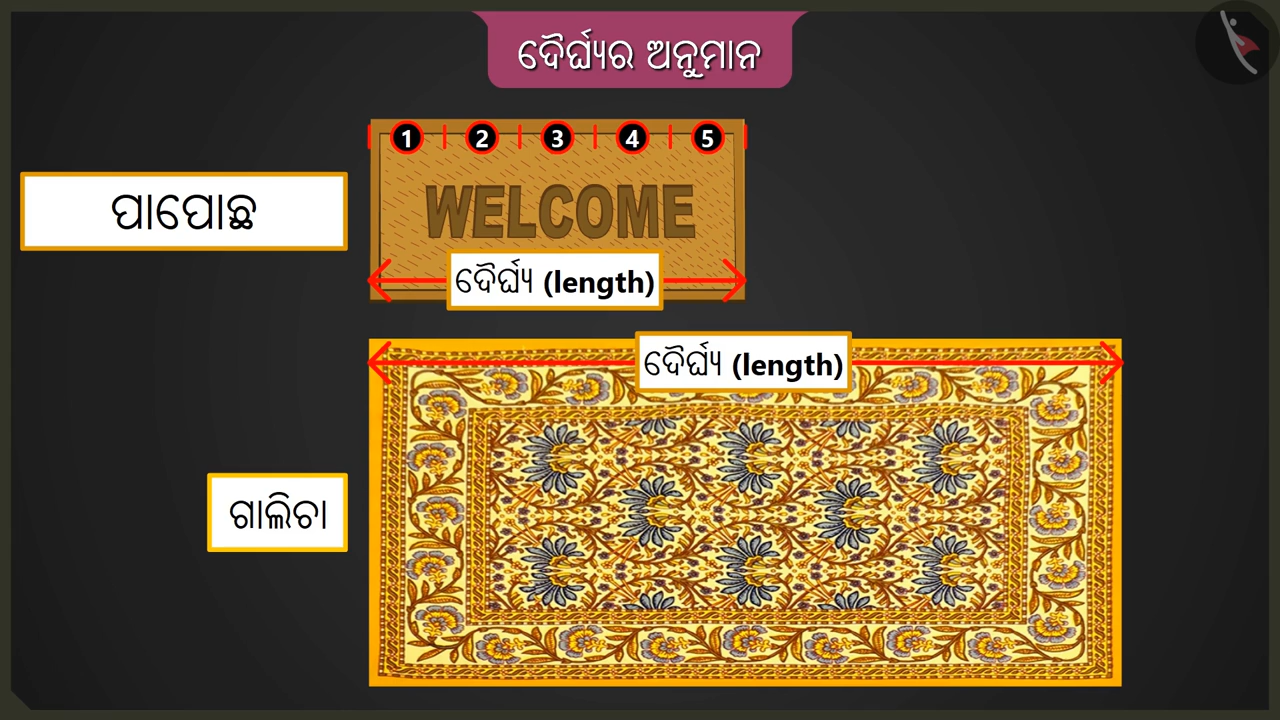 ଦୈର୍ଘ୍ୟର ଅନୁମାନ
1 2 3 4 5
ପାପୋଛ
WELCOME
ଦୈର୍ଘ୍ୟ (length)
ଦୈର୍ଘ୍ୟ (length)
ଗାଲିଚା